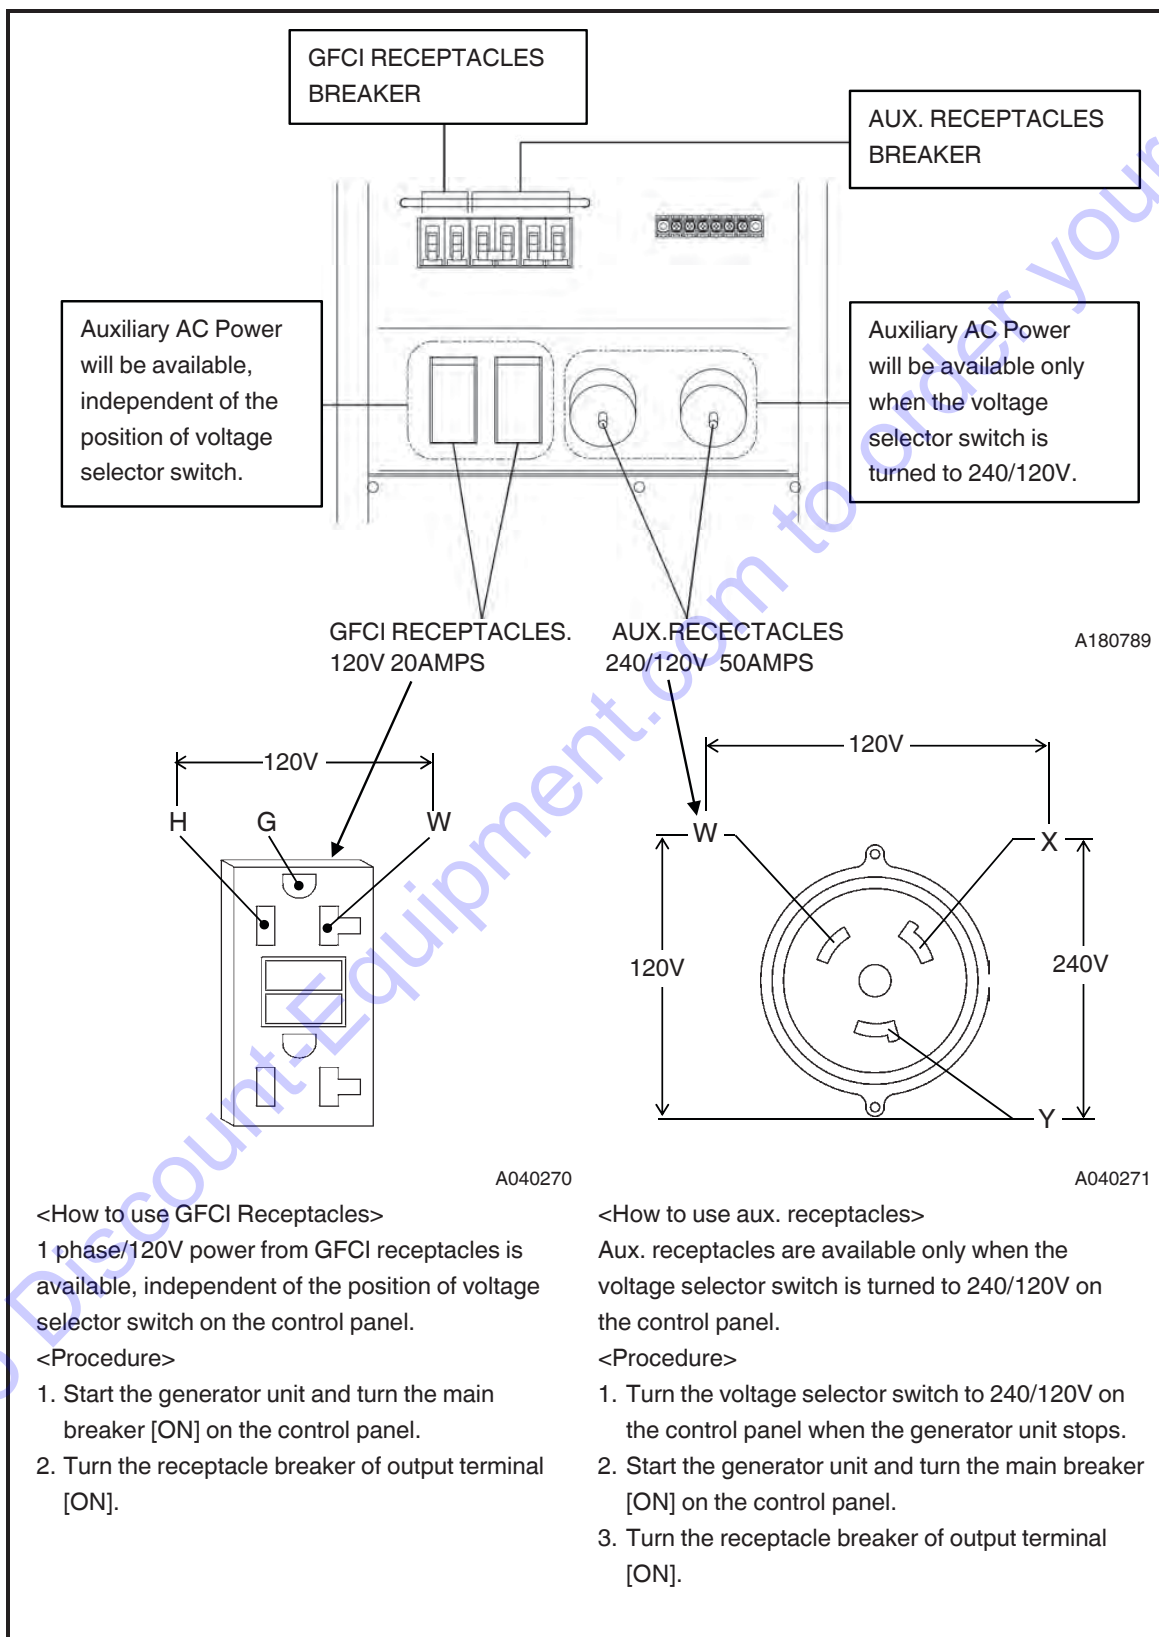 GFCI RECEPTACLES
BREAKER
AUX. RECEPTACLES
BREAKER
Auxiliary AC Power
will be available,
independent of the
position of voltage
selector switch.
Auxiliary AC Power
will be available only
when the voltage
selector switch is
turned to 240/120V.
GFCI RECEPTACLES.
120V 20AMPS
AUX.RECECTACLES
240/120V 50AMPS
A180789
120V
H G W
120V
W
X
120V
240V
Y
A040270
A040271
<How to use GFCI Receptacles>
1 phase/120V power from GFCI receptacles is
available, independent of the position of voltage
selector switch on the control panel.
<Procedure>
1. Start the generator unit and turn the main
breaker [ON] on the control panel.
2. Turn the receptacle breaker of output terminal
[ON].
<How to use aux. receptacles>
Aux. receptacles are available only when the
voltage selector switch is turned to 240/120V on
the control panel.
<Procedure>
1. Turn the voltage selector switch to 240/120V on
the control panel when the generator unit stops.
2. Start the generator unit and turn the main breaker
[ON] on the control panel.
3. Turn the receptacle breaker of output terminal
[ON].
Discount-Equipment.com to order your